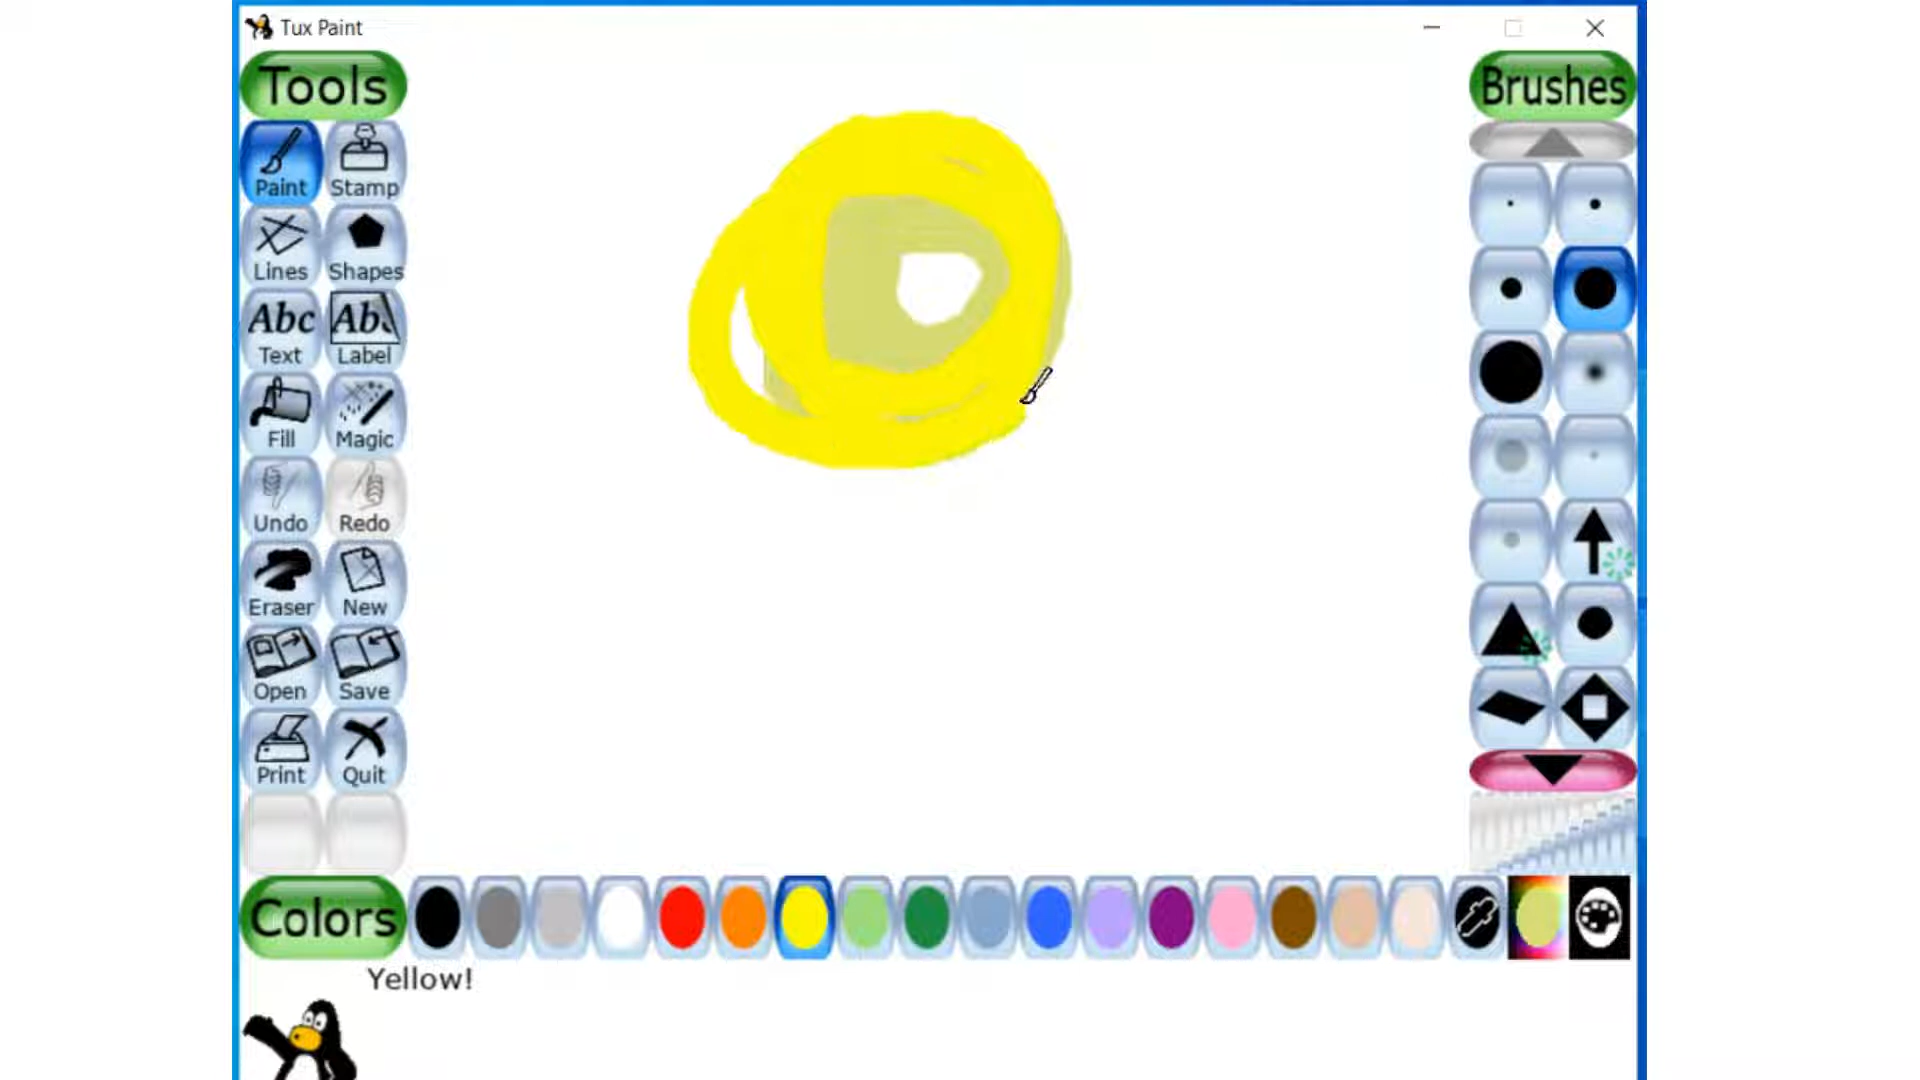 Tux Paint
Tools
Brushes
Paint
Stamp
Lines
Shapes
Abc
Abc
Text
Label
Fill
Magic
Undo
Redo
Eraser
New
Open
Save
Print
Quit
Colors
Yellow!